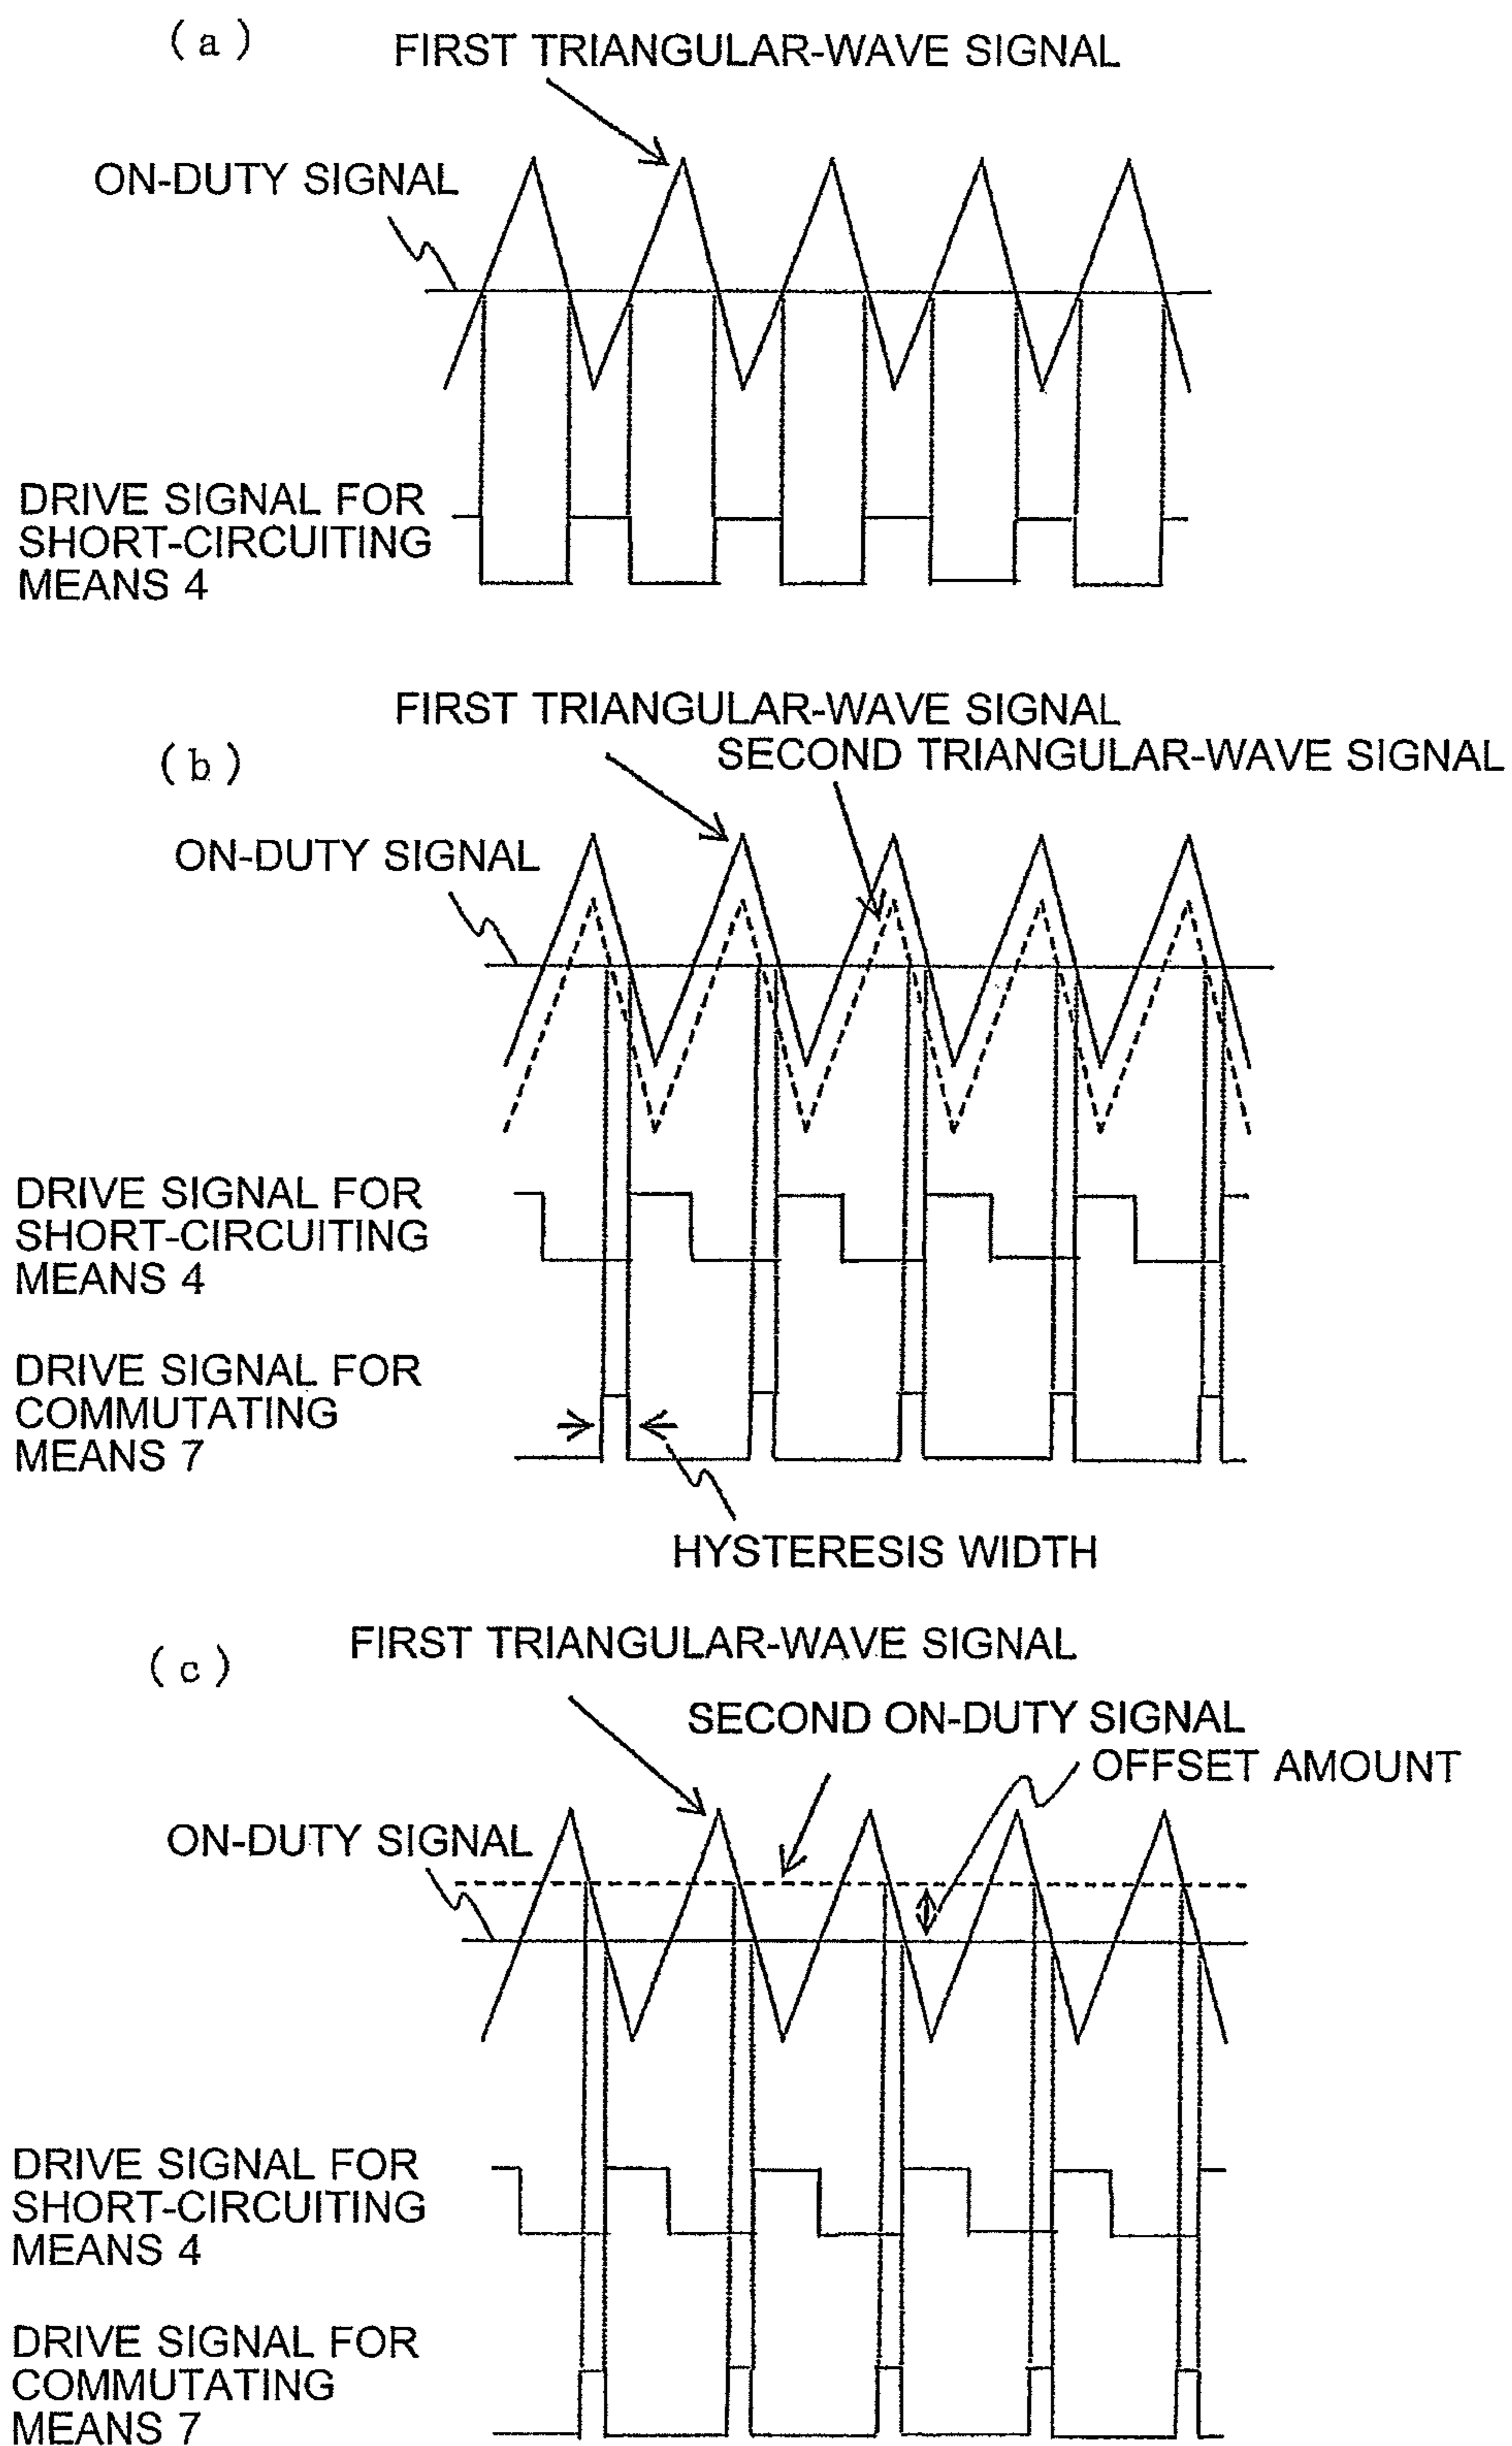 (a)
FIRST TRIANGULAR-WAVE SIGNAL
ON-DUTY SIGNAL
DRIVE SIGNAL FOR
SHORT-CIRCUITING
MEANS 4
FIRST TRIANGULAR-WAVE SIGNAL
(b)
SECOND TRIANGULAR-WAVE SIGNAL
ON-DUTY SIGNAL
DRIVE SIGNAL FOR
SHORT-CIRCUITING
MEANS 4
DRIVE SIGNAL FOR
COMMUTATING
MEANS 7
HYSTERESIS WIDTH
(c)
FIRST TRIANGULAR-WAVE SIGNAL
SECOND ON-DUTY SIGNAL
OFFSET AMOUNT
ON-DUTY SIGNAL
DRIVE SIGNAL FOR
SHORT-CIRCUITING
MEANS 4
DRIVE SIGNAL FOR
COMMUTATING
MEANS 7